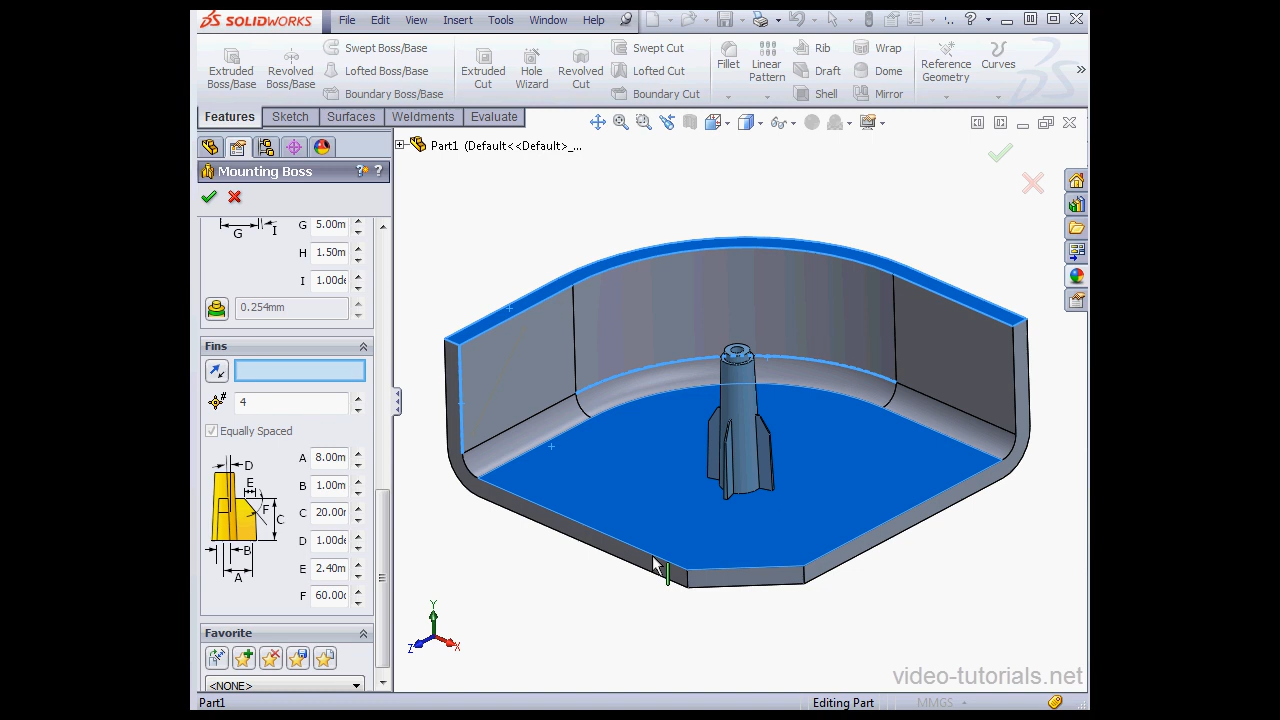 SOLIDWORKS File Edit View Insert Tools Window Help
Extruded Boss/Base
Revolved Boss/Base
Swept Boss/Base
Lofted Boss/Base
Boundary Boss/Base
Extruded Cut
Hole Wizard
Revolved Cut
Swept Cut
Lofted Cut
Boundary Cut
Fillet
Linear Pattern
Rib
Draft
Shell
Wrap
Dome
Mirror
Reference Geometry
Curves
Features Sketch Surfaces Weldments Evaluate
Part1 (Default<<Default>_...
Mounting Boss
G I
G 5.00m
H 1.50m
I 1.00de
0.254mm
Fins
4
Equally Spaced
D
E
F
C
B
A
A 8.00m
B 1.00m
C 20.00r
D 1.00de
E 2.40m
F 60.00
Favorite
<NONE>
Y
Z X
video-tutorials.net
Part1 Editing Part MMGS